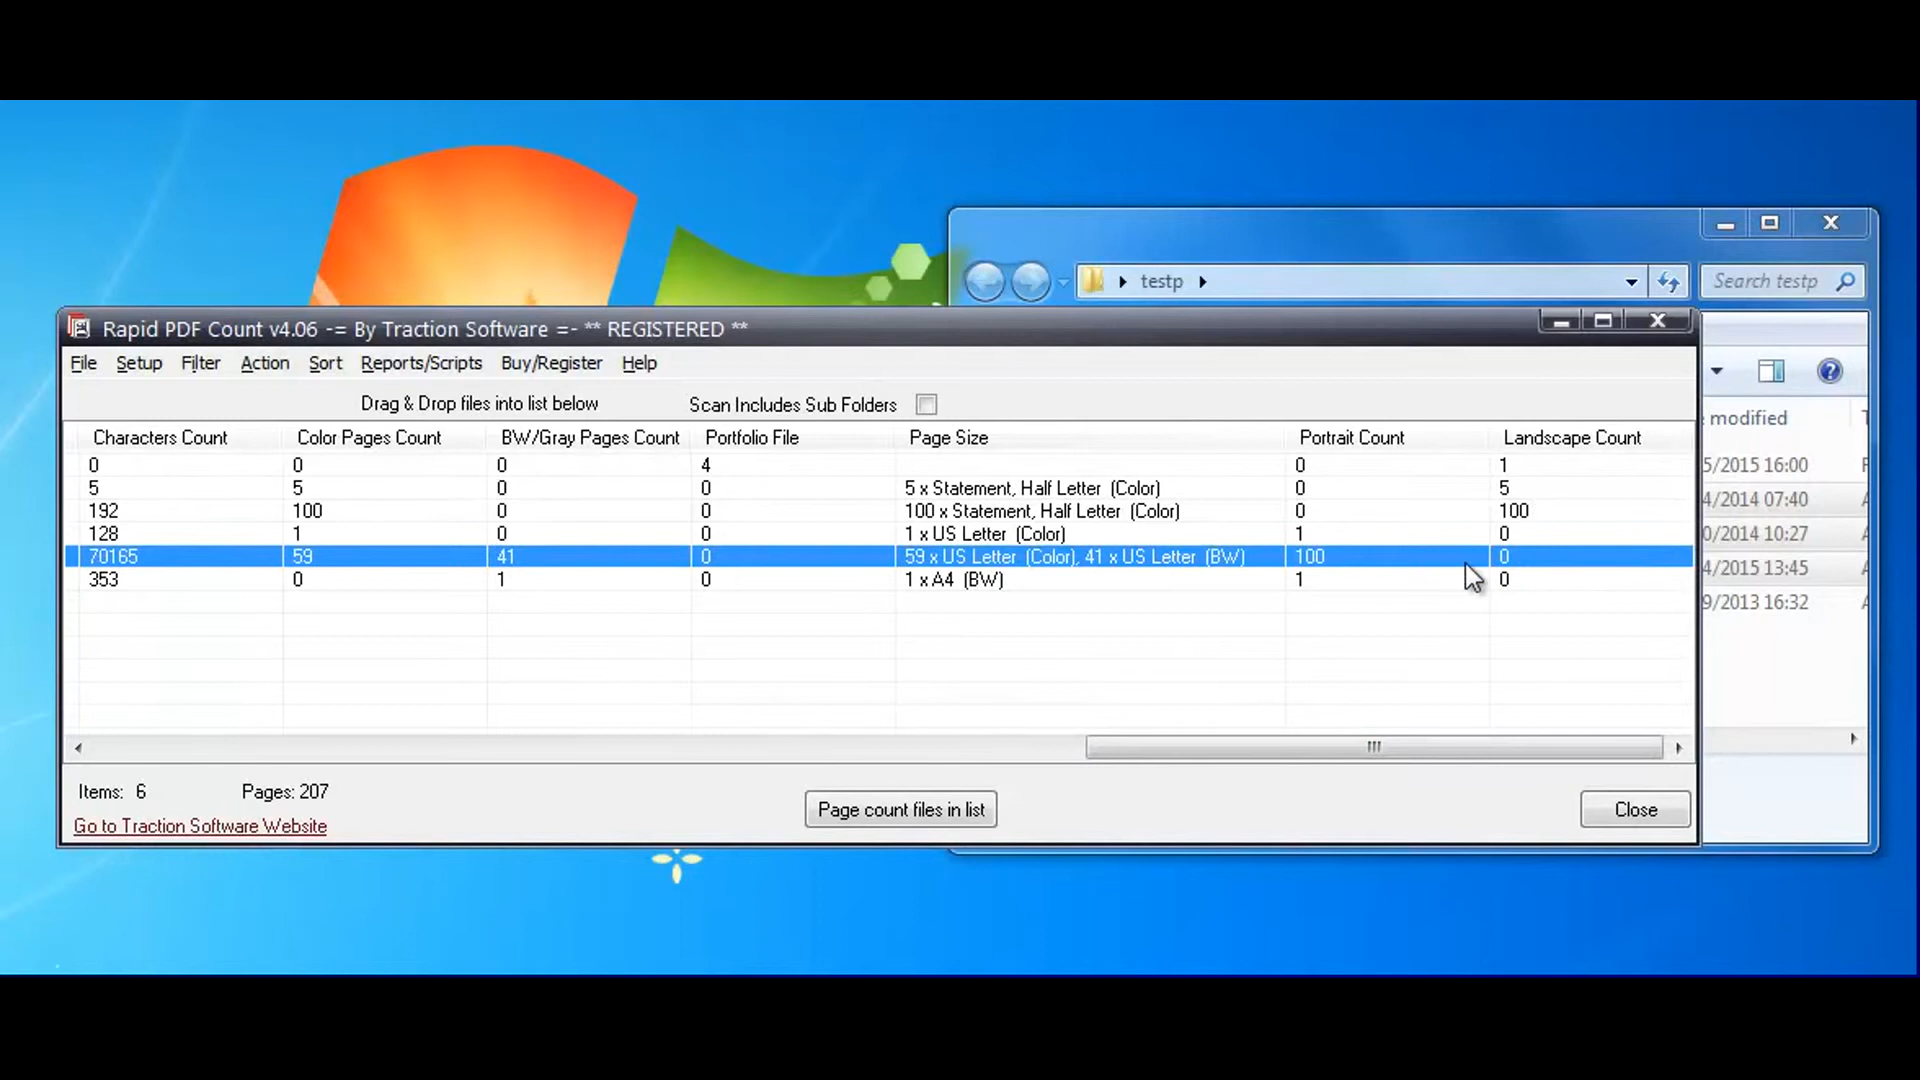 testp
Search testp
Rapid PDF Count v4.06 -= By Traction Software =- ** REGISTERED **
File Setup Filter Action Sort Reports/Scripts Buy/Register Help
Drag & Drop files into list below Scan Includes Sub Folders
Characters Count Color Pages Count BW/Gray Pages Count Portfolio File Page Size Portrait Count Landscape Count
0 0 0 4 0 1
5 5 0 0 5 x Statement, Half Letter (Color) 0 5
192 100 0 0 100 x Statement, Half Letter (Color) 0 100
128 1 0 0 1 x US Letter (Color) 1 0
70165 59 41 0 59 x US Letter (Color), 41 x US Letter (BW) 100 0
353 0 1 0 1 x A4 (BW) 1 0
modified
5/2015 16:00
4/2014 07:40
0/2014 10:27
4/2015 13:45
9/2013 16:32
Items: 6 Pages: 207
Page count files in list
Close
Go to Traction Software Website